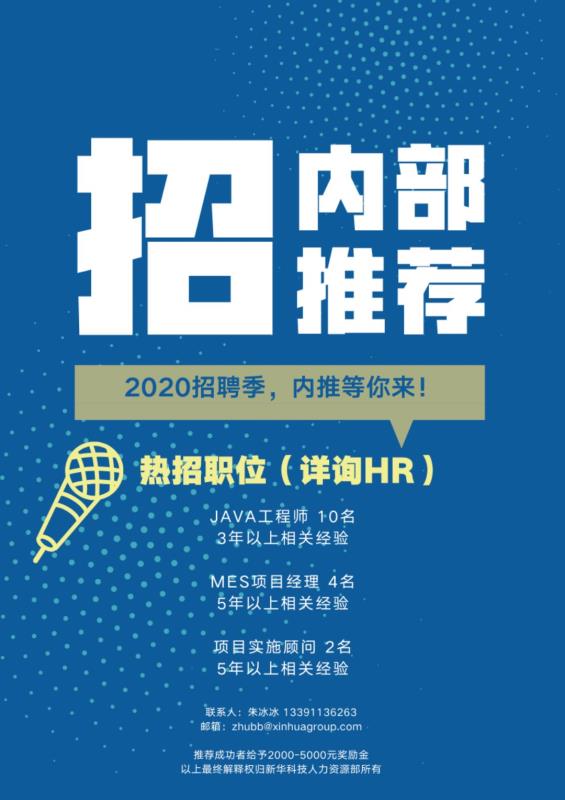 招 内部
推荐
2020招聘季，内推等你来！
热招职位（详询HR）
JAVA工程师 10名
3年以上相关经验
MES项目经理 4名
5年以上相关经验
项目实施顾问 2名
5年以上相关经验
联系人：朱冰冰 13391136263
邮箱：zhubb@xinhuagroup.com
推荐成功者给予2000-5000元奖励金
以上最终解释权归新华科技人力资源部所有